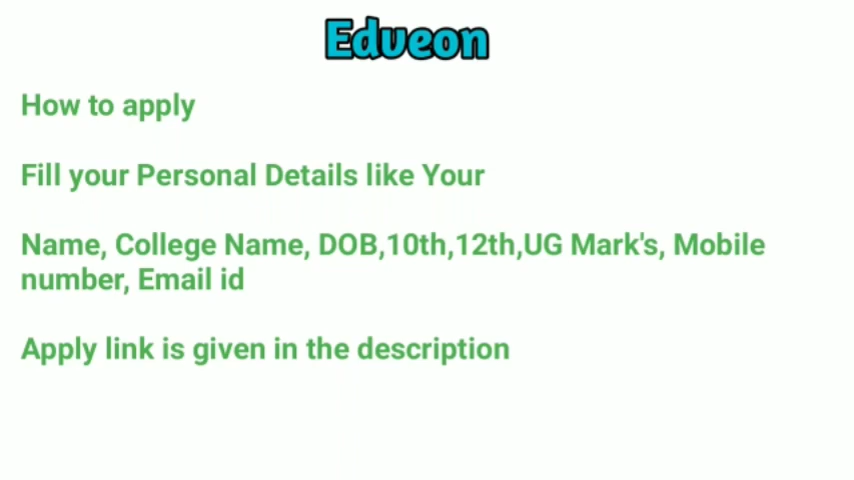 Edueon
How to apply
Fill your Personal Details like Your
Name, College Name, DOB,10th,12th,UG Mark's, Mobile
number, Email id
Apply link is given in the description